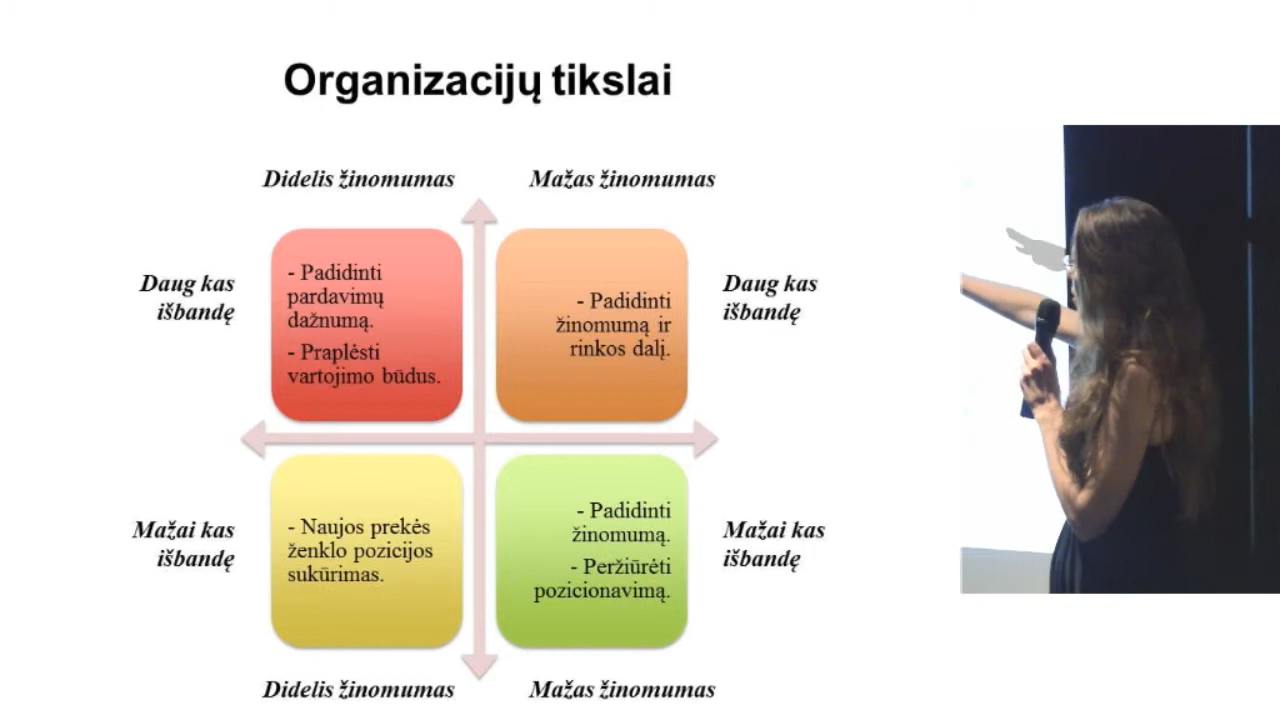 Organizacijų tikslai
Didelis žinomumas
Mažas žinomumas
Daug kas
išbandę
- Padidinti
pardavimų
dažnumą.
- Praplėsti
vartojimo būdus.
- Padidinti
žinomumą ir
rinkos dalį.
Daug kas
išbandę
Mažai kas
išbandę
- Naujos prekės
ženklo pozicijos
sukūrimas.
- Padidinti
žinomumą.
- Peržiūrėti
pozicionavimą.
Mažai kas
išbandę
Didelis žinomumas
Mažas žinomumas